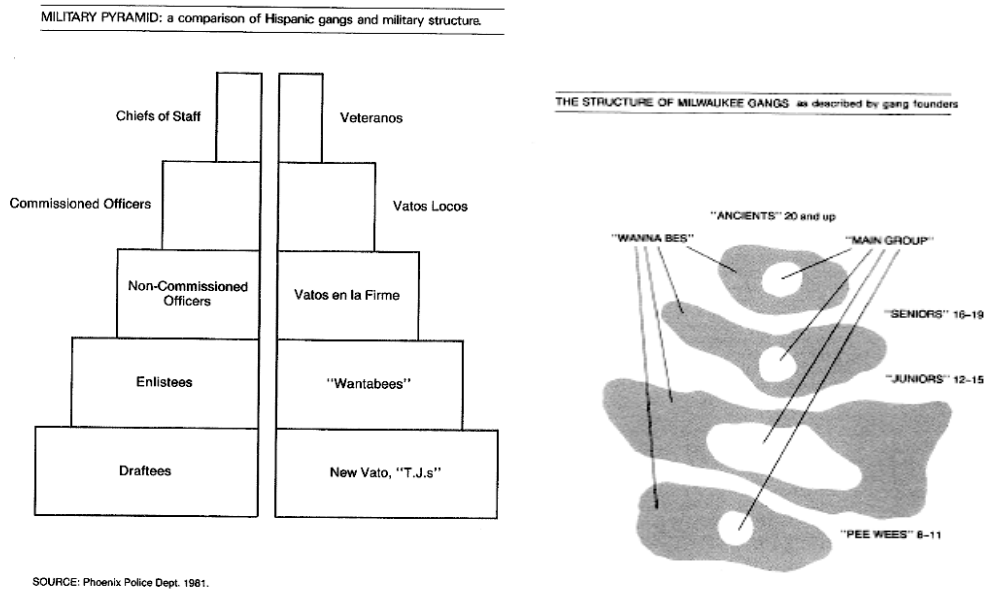 MILITARY PYRAMID: a comparison of Hispanic gangs and military structure.
Chiefs of Staff
Veteranos
Commissioned Officers
Vatos Locos
Non-Commissioned
Officers
Vatos en la Firme
Enlistees
"Wantabees"
Draftees
New Vato, "T.J.s"
SOURCE: Phoenix Police Dept. 1981.
THE STRUCTURE OF MILWAUKEE GANGS as described by gang founders
"ANCIENTS" 20 and up
"WANNA BES"
"MAIN GROUP"
"SENIORS" 16–19
"JUNIORS" 12–15
"PEE WEES" 8–11